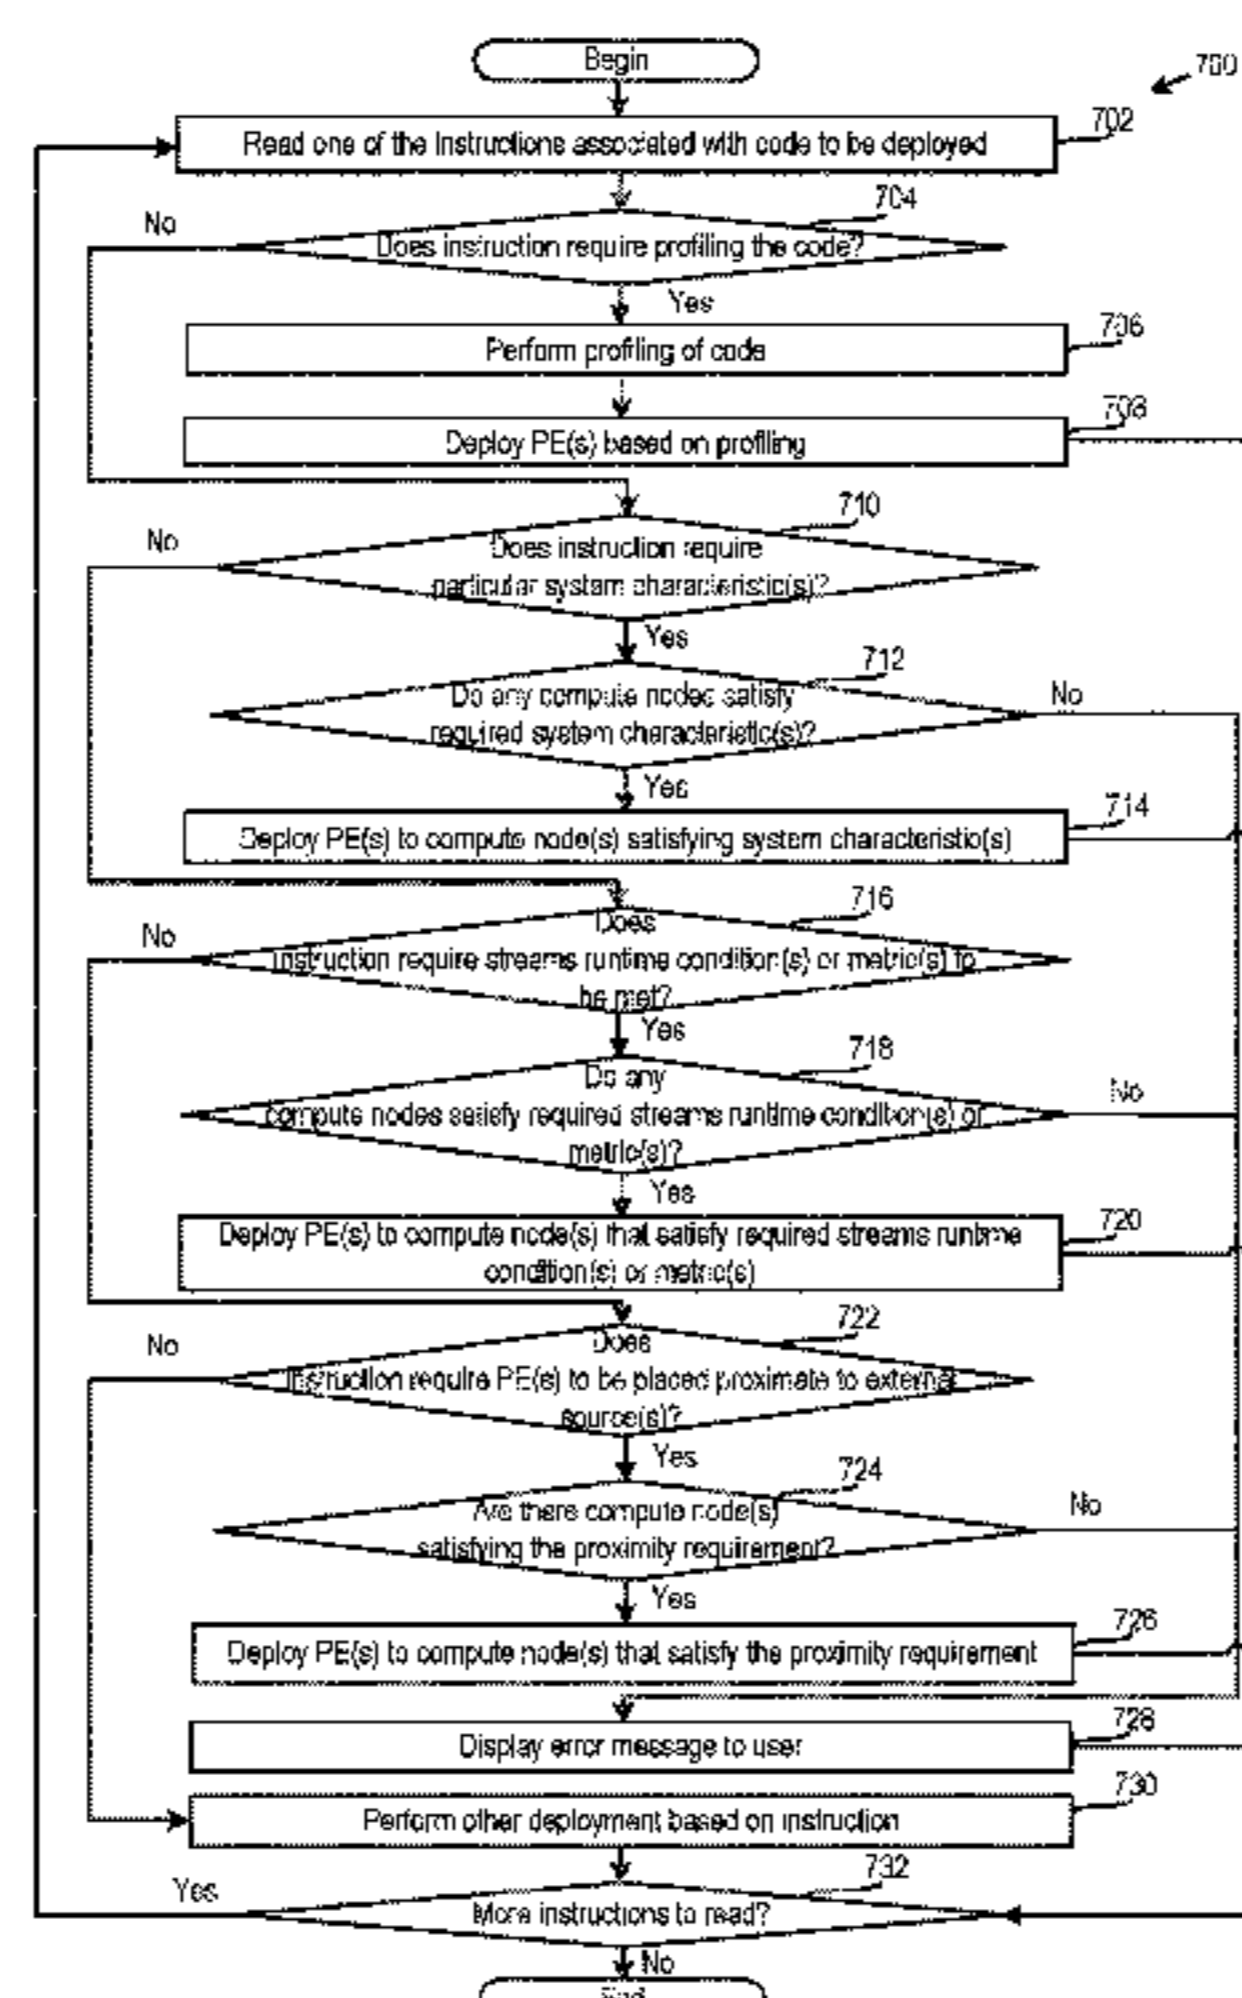 Begin
700
Read one of the instructions associated with code to be deployed
702
704
No
Does instruction require profiling the code?
Yes
706
Perform profiling of code
708
Deploy PE(s) based on profiling
710
No
Does instruction require
particular system characteristic(s)?
Yes
712
Do any compute nodes satisfy
No
required system characteristic(s)?
Yes
714
Deploy PE(s) to compute node(s) satisfying system characteristic(s)
716
Does
No
instruction require streams runtime condition(s) or metric(s) to
be met?
Yes
718
Do any
No
compute nodes satisfy required streams runtime condition(s) or
metric(s)?
Yes
720
Deploy PE(s) to compute node(s) that satisfy required streams runtime
condition(s) or metric(s)
722
Does
No
instruction require PE(s) to be placed proximate to external
source(s)?
Yes
724
Are there compute node(s)
No
satisfying the proximity requirement?
Yes
726
Deploy PE(s) to compute node(s) that satisfy the proximity requirement
728
Display error message to user
730
Perform other deployment based on instruction
732
Yes
More instructions to read?
No
End